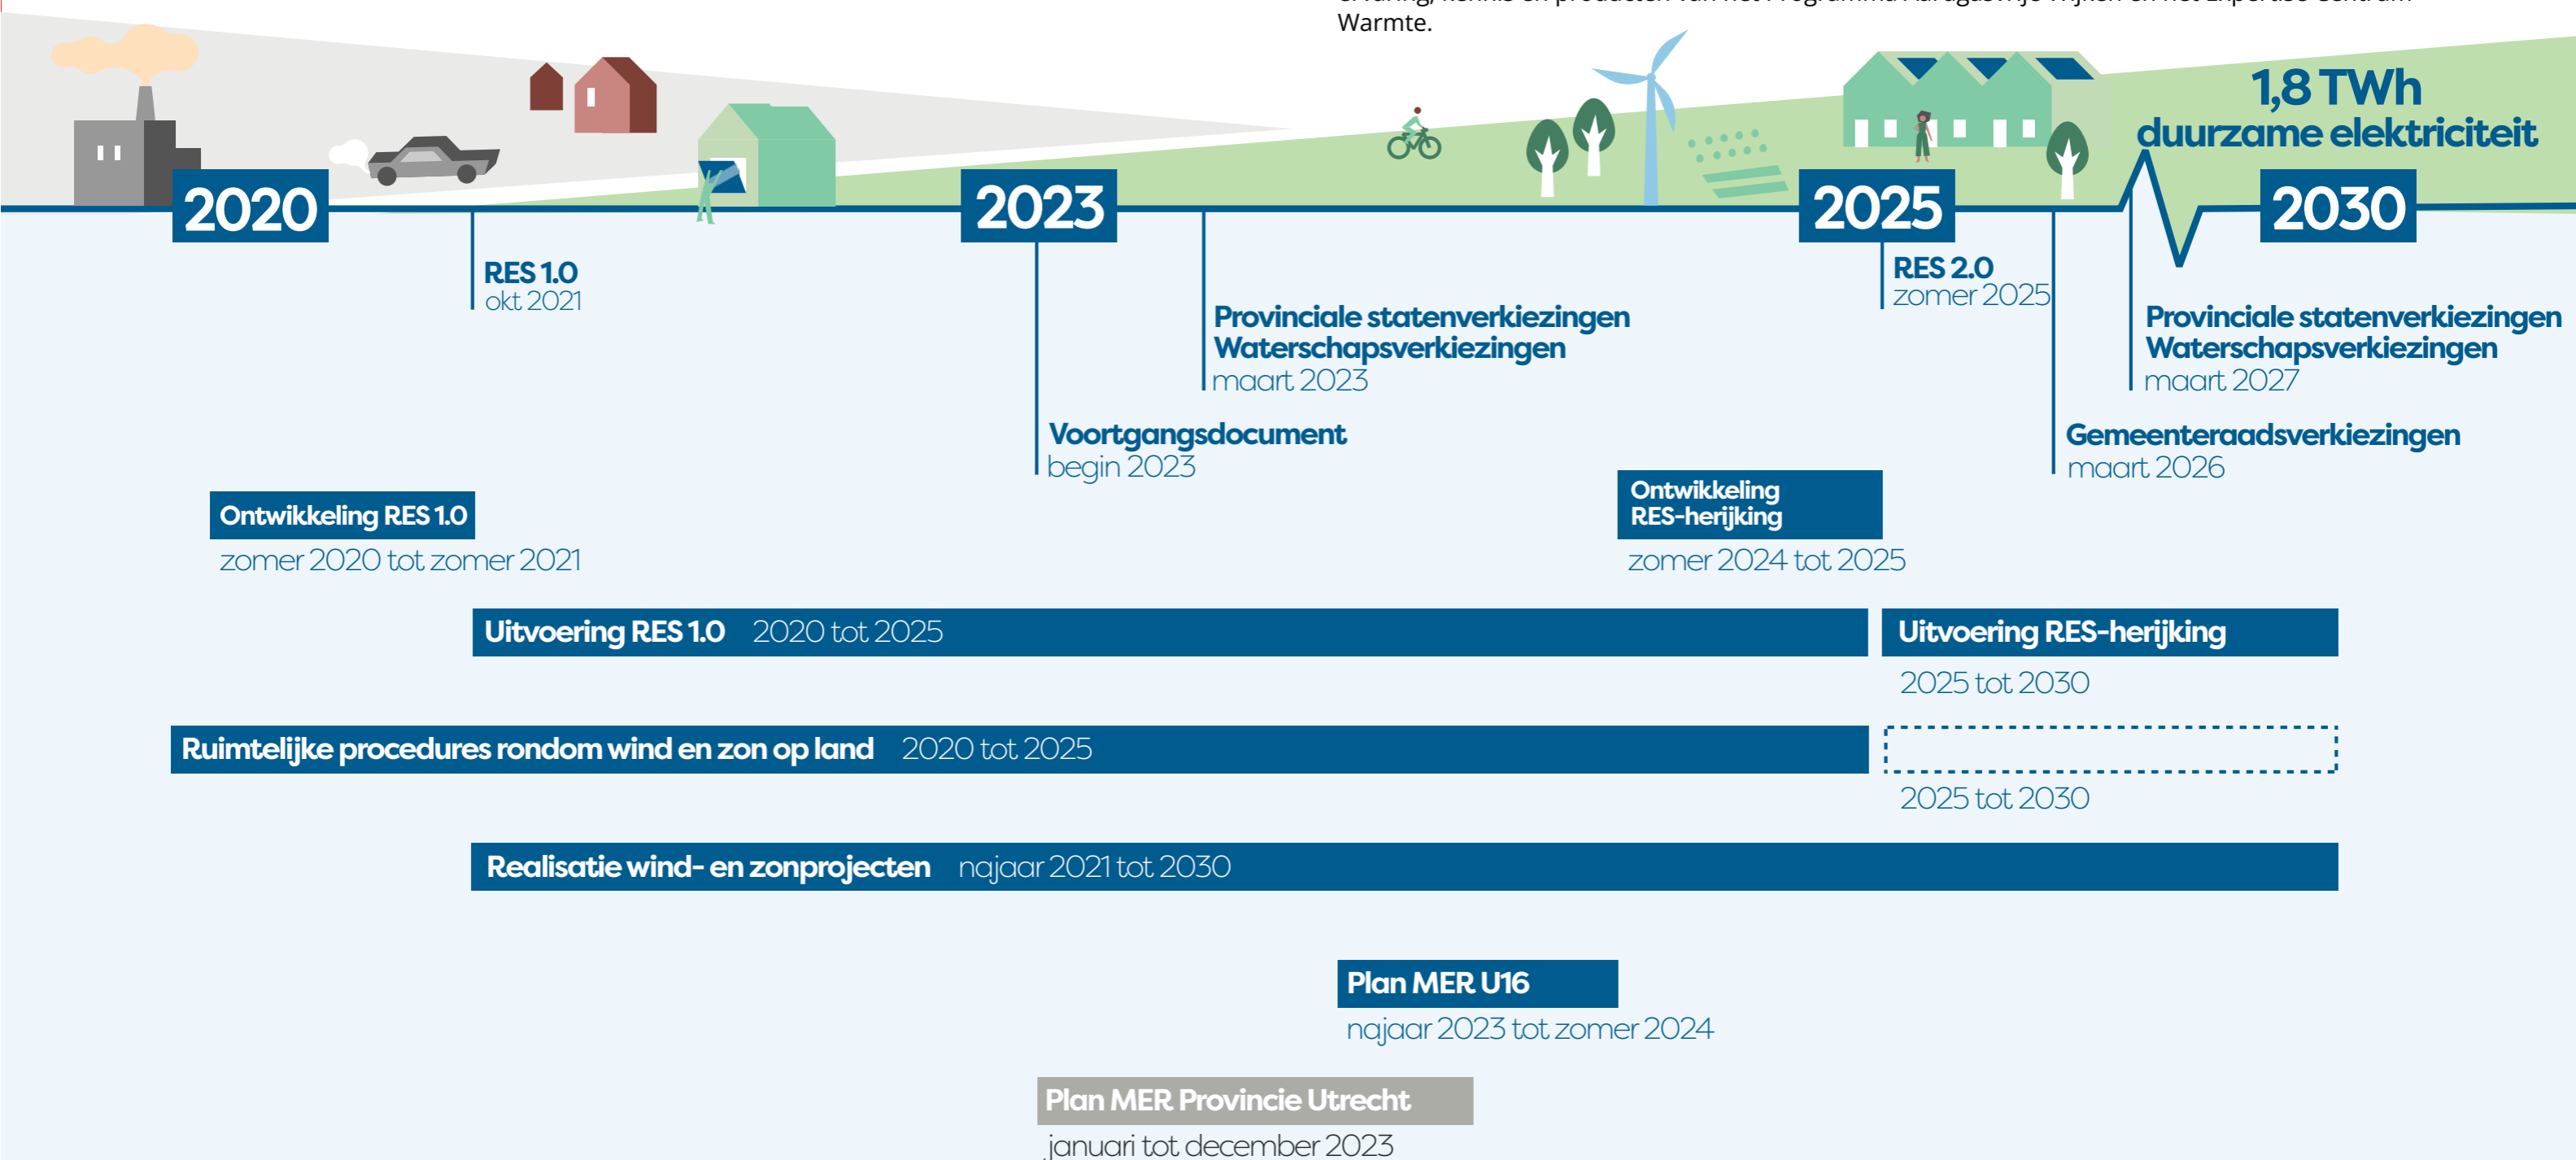 Warmte.
1,8 TWh
duurzame elektriciteit
2020
2023
2025
2030
RES 1.0
okt 2021
RES 2.0
zomer 2025
Provinciale statenverkiezingen
Waterschapsverkiezingen
maart 2023
Provinciale statenverkiezingen
Waterschapsverkiezingen
maart 2027
Voortgangsdocument
begin 2023
Gemeenteraadsverkiezingen
maart 2026
Ontwikkeling RES 1.0
zomer 2020 tot zomer 2021
Ontwikkeling
RES-herijking
zomer 2024 tot 2025
Uitvoering RES 1.0 2020 tot 2025
Uitvoering RES-herijking
2025 tot 2030
Ruimtelijke procedures rondom wind en zon op land 2020 tot 2025
2025 tot 2030
Realisatie wind- en zonprojecten najaar 2021 tot 2030
Plan MER U16
najaar 2023 tot zomer 2024
Plan MER Provincie Utrecht
januari tot december 2023